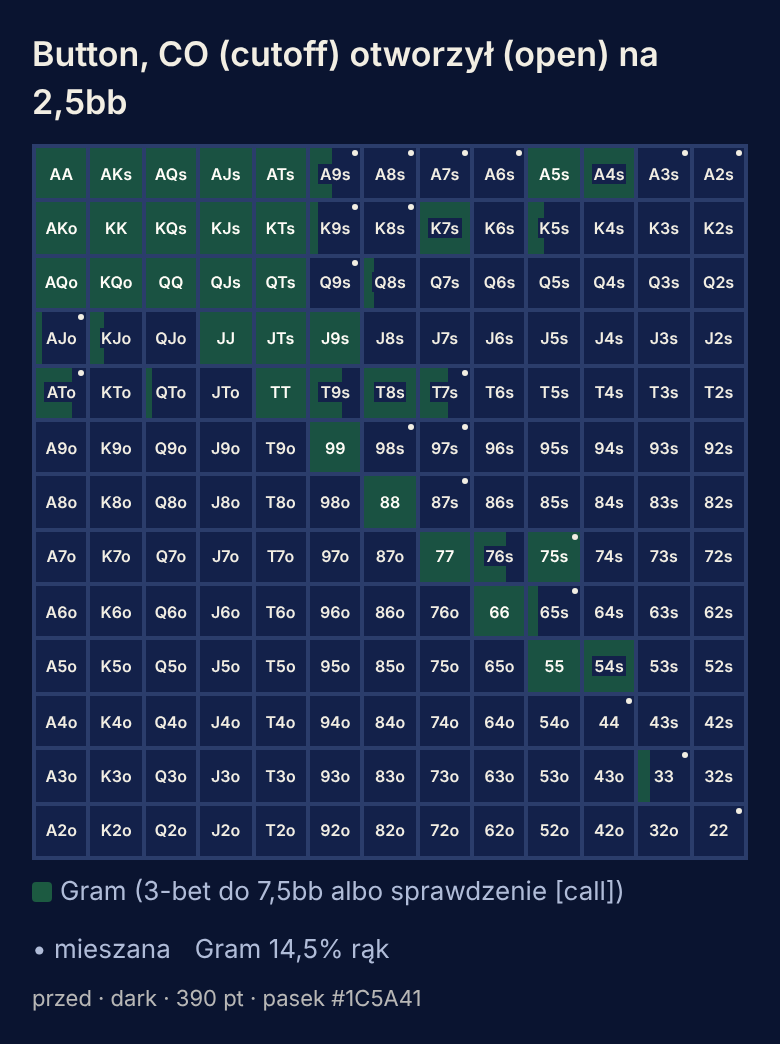 Button, CO (cutoff) otworzył (open) na
2,5bb
AA AKs AQs AJs ATs A9s A8s A7s A6s A5s A4s A3s A2s
AKo KK KQs KJs KTs K9s K8s K7s K6s K5s K4s K3s K2s
AQo KQo QQ QJs QTs Q9s Q8s Q7s Q6s Q5s Q4s Q3s Q2s
AJo KJo QJo JJ JTs J9s J8s J7s J6s J5s J4s J3s J2s
ATo KTo QTo JTo TT T9s T8s T7s T6s T5s T4s T3s T2s
A9o K9o Q9o J9o T9o 99 98s 97s 96s 95s 94s 93s 92s
A8o K8o Q8o J8o T8o 98o 88 87s 86s 85s 84s 83s 82s
A7o K7o Q7o J7o T7o 97o 87o 77 76s 75s 74s 73s 72s
A6o K6o Q6o J6o T6o 96o 86o 76o 66 65s 64s 63s 62s
A5o K5o Q5o J5o T5o 95o 85o 75o 65o 55 54s 53s 52s
A4o K4o Q4o J4o T4o 94o 84o 74o 64o 54o 44 43s 42s
A3o K3o Q3o J3o T3o 93o 83o 73o 63o 53o 43o 33 32s
A2o K2o Q2o J2o T2o 92o 82o 72o 62o 52o 42o 32o 22
Gram (3-bet do 7,5bb albo sprawdzenie [call])
• mieszana Gram 14,5% rąk
przed · dark · 390 pt · pasek #1C5A41